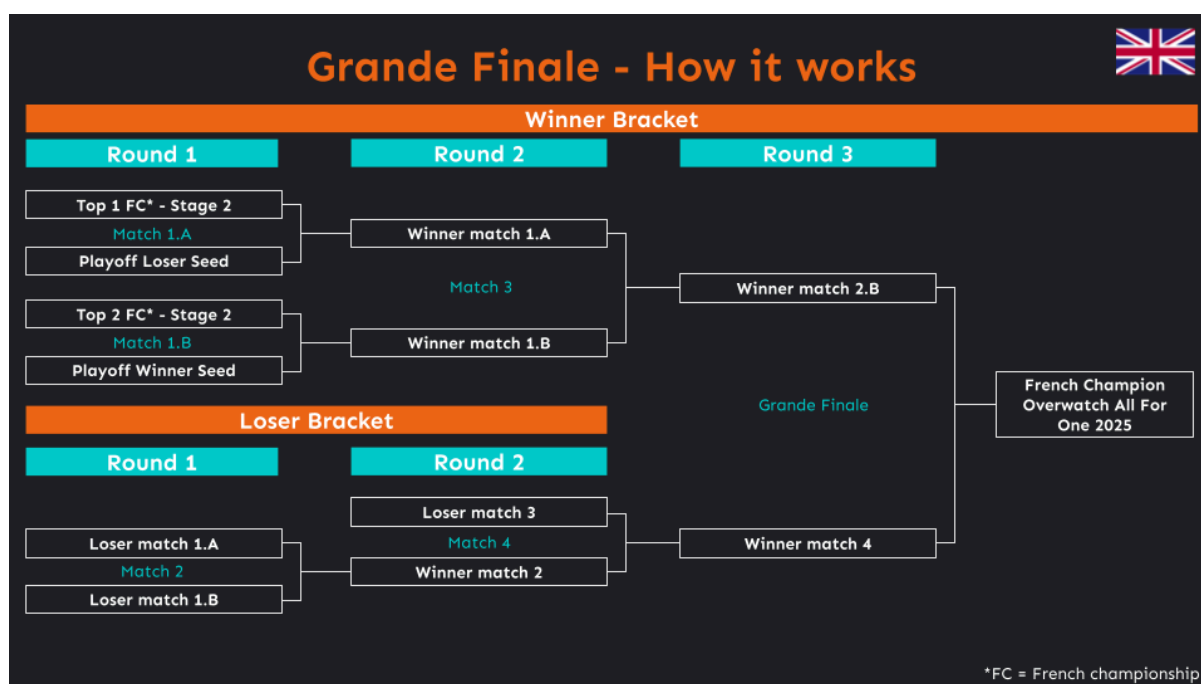 Grande Finale - How it works
Winner Bracket
Round 1
Round 2
Round 3
Top 1 FC* - Stage 2
Match 1.A
Playoff Loser Seed
Winner match 1.A
Top 2 FC* - Stage 2
Match 1.B
Playoff Winner Seed
Match 3
Winner match 1.B
Winner match 2.B
Grande Finale
French Champion
Overwatch All For
One 2025
Loser Bracket
Round 1
Round 2
Loser match 1.A
Match 2
Loser match 1.B
Loser match 3
Match 4
Winner match 2
Winner match 4
*FC = French championship